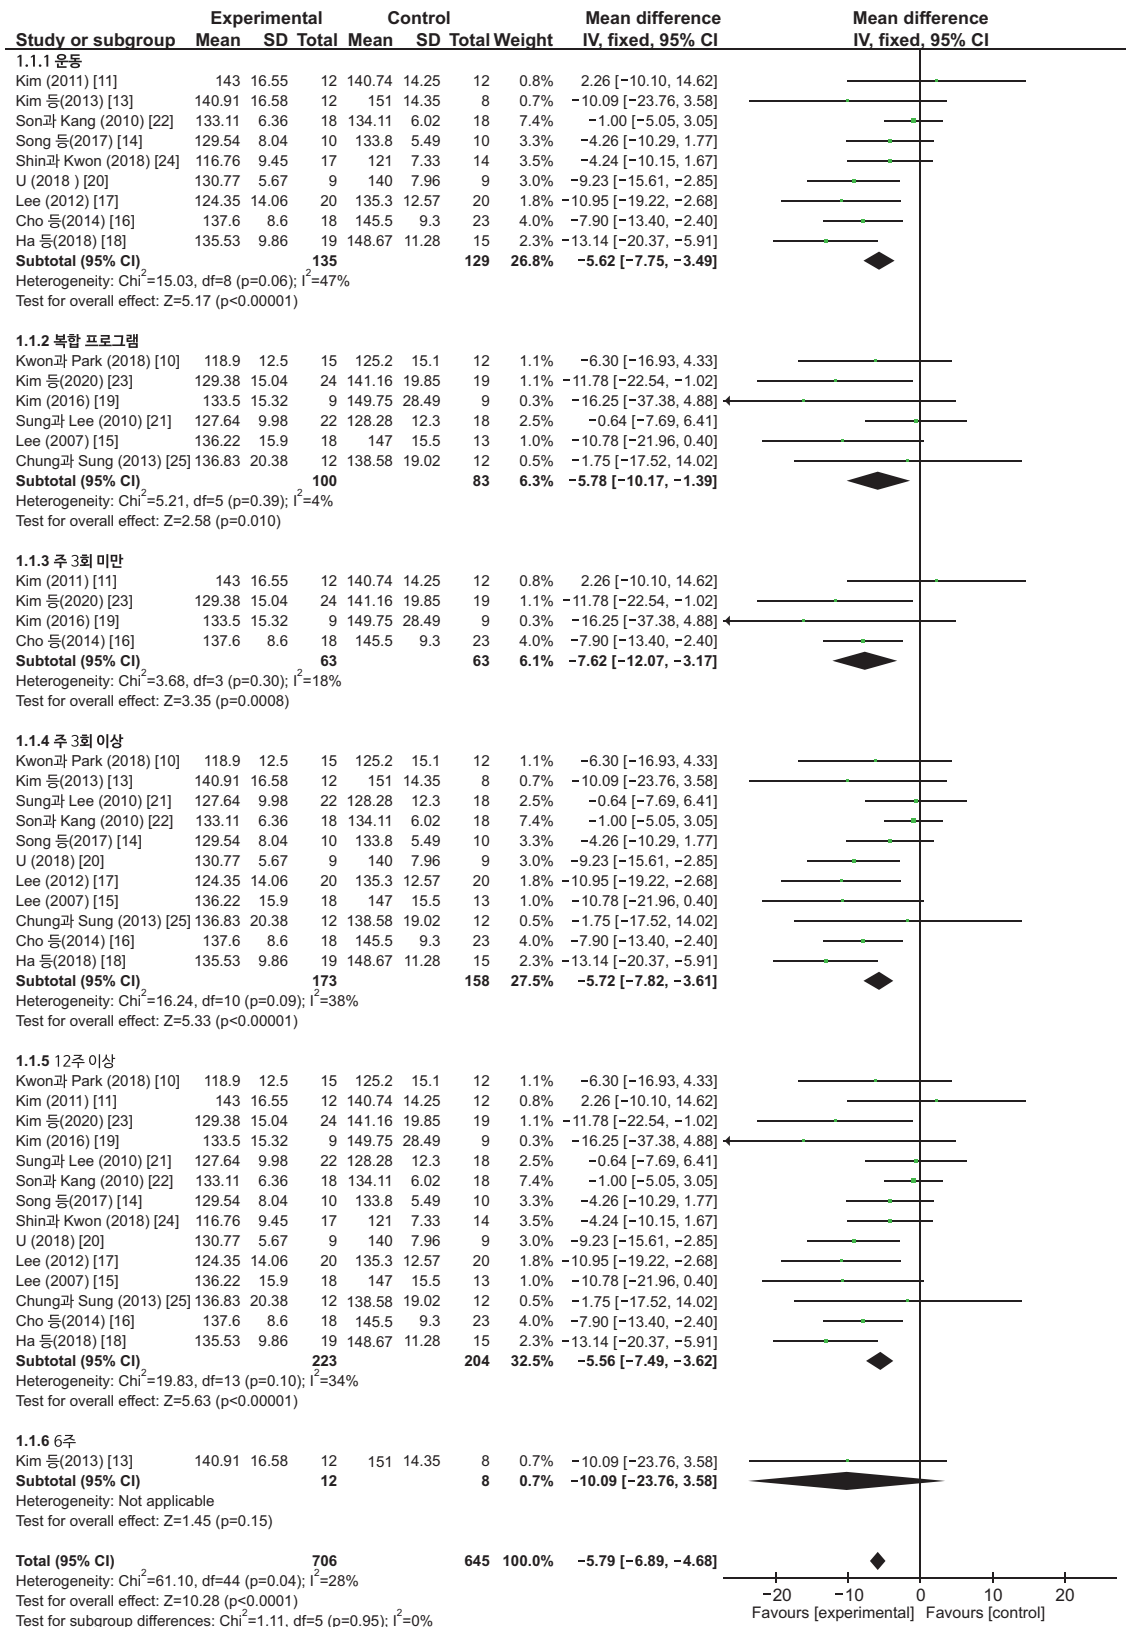 Experimental Control Mean difference Mean difference
Study or subgroup Mean SD Total Mean SD Total Weight IV, fixed, 95% CI IV, fixed, 95% CI
1.1.1 운동
Kim (2011) [11] 143 16.55 12 140.74 14.25 12 0.8% 2.26 [−10.10, 14.62]
Kim 등(2013) [13] 140.91 16.58 12 151 14.35 8 0.7% −10.09 [−23.76, 3.58]
Son과 Kang (2010) [22] 133.11 6.36 18 134.11 6.02 18 7.4% −1.00 [−5.05, 3.05]
Song 등(2017) [14] 129.54 8.04 10 133.8 5.49 10 3.3% −4.26 [−10.29, 1.77]
Shin과 Kwon (2018) [24] 116.76 9.45 17 121 7.33 14 3.5% −4.24 [−10.15, 1.67]
U (2018 ) [20] 130.77 5.67 9 140 7.96 9 3.0% −9.23 [−15.61, −2.85]
Lee (2012) [17] 124.35 14.06 20 135.3 12.57 20 1.8% −10.95 [−19.22, −2.68]
Cho 등(2014) [16] 137.6 8.6 18 145.5 9.3 23 4.0% −7.90 [−13.40, −2.40]
Ha 등(2018) [18] 135.53 9.86 19 148.67 11.28 15 2.3% −13.14 [−20.37, −5.91]
Subtotal (95% CI) 135 129 26.8% −5.62 [−7.75, −3.49]
Heterogeneity: Chi²=15.03, df=8 (p=0.06); I²=47%
Test for overall effect: Z=5.17 (p<0.00001)
1.1.2 복합 프로그램
Kwon과 Park (2018) [10] 118.9 12.5 15 125.2 15.1 12 1.1% −6.30 [−16.93, 4.33]
Kim 등(2020) [23] 129.38 15.04 24 141.16 19.85 19 1.1% −11.78 [−22.54, −1.02]
Kim (2016) [19] 133.5 15.32 9 149.75 28.49 9 0.3% −16.25 [−37.38, 4.88]
Sung과 Lee (2010) [21] 127.64 9.98 22 128.28 12.3 18 2.5% −0.64 [−7.69, 6.41]
Lee (2007) [15] 136.22 15.9 18 147 15.5 13 1.0% −10.78 [−21.96, 0.40]
Chung과 Sung (2013) [25] 136.83 20.38 12 138.58 19.02 12 0.5% −1.75 [−17.52, 14.02]
Subtotal (95% CI) 100 83 6.3% −5.78 [−10.17, −1.39]
Heterogeneity: Chi²=5.21, df=5 (p=0.39); I²=4%
Test for overall effect: Z=2.58 (p=0.010)
1.1.3 주 3회 미만
Kim (2011) [11] 143 16.55 12 140.74 14.25 12 0.8% 2.26 [−10.10, 14.62]
Kim 등(2020) [23] 129.38 15.04 24 141.16 19.85 19 1.1% −11.78 [−22.54, −1.02]
Kim (2016) [19] 133.5 15.32 9 149.75 28.49 9 0.3% −16.25 [−37.38, 4.88]
Cho 등(2014) [16] 137.6 8.6 18 145.5 9.3 23 4.0% −7.90 [−13.40, −2.40]
Subtotal (95% CI) 63 63 6.1% −7.62 [−12.07, −3.17]
Heterogeneity: Chi²=3.68, df=3 (p=0.30); I²=18%
Test for overall effect: Z=3.35 (p=0.0008)
1.1.4 주 3회 이상
Kwon과 Park (2018) [10] 118.9 12.5 15 125.2 15.1 12 1.1% −6.30 [−16.93, 4.33]
Kim 등(2013) [13] 140.91 16.58 12 151 14.35 8 0.7% −10.09 [−23.76, 3.58]
Sung과 Lee (2010) [21] 127.64 9.98 22 128.28 12.3 18 2.5% −0.64 [−7.69, 6.41]
Son과 Kang (2010) [22] 133.11 6.36 18 134.11 6.02 18 7.4% −1.00 [−5.05, 3.05]
Song 등(2017) [14] 129.54 8.04 10 133.8 5.49 10 3.3% −4.26 [−10.29, 1.77]
U (2018) [20] 130.77 5.67 9 140 7.96 9 3.0% −9.23 [−15.61, −2.85]
Lee (2012) [17] 124.35 14.06 20 135.3 12.57 20 1.8% −10.95 [−19.22, −2.68]
Lee (2007) [15] 136.22 15.9 18 147 15.5 13 1.0% −10.78 [−21.96, 0.40]
Chung과 Sung (2013) [25] 136.83 20.38 12 138.58 19.02 12 0.5% −1.75 [−17.52, 14.02]
Cho 등(2014) [16] 137.6 8.6 18 145.5 9.3 23 4.0% −7.90 [−13.40, −2.40]
Ha 등(2018) [18] 135.53 9.86 19 148.67 11.28 15 2.3% −13.14 [−20.37, −5.91]
Subtotal (95% CI) 173 158 27.5% −5.72 [−7.82, −3.61]
Heterogeneity: Chi²=16.24, df=10 (p=0.09); I²=38%
Test for overall effect: Z=5.33 (p<0.00001)
1.1.5 12주 이상
Kwon과 Park (2018) [10] 118.9 12.5 15 125.2 15.1 12 1.1% −6.30 [−16.93, 4.33]
Kim (2011) [11] 143 16.55 12 140.74 14.25 12 0.8% 2.26 [−10.10, 14.62]
Kim 등(2020) [23] 129.38 15.04 24 141.16 19.85 19 1.1% −11.78 [−22.54, −1.02]
Kim (2016) [19] 133.5 15.32 9 149.75 28.49 9 0.3% −16.25 [−37.38, 4.88]
Sung과 Lee (2010) [21] 127.64 9.98 22 128.28 12.3 18 2.5% −0.64 [−7.69, 6.41]
Son과 Kang (2010) [22] 133.11 6.36 18 134.11 6.02 18 7.4% −1.00 [−5.05, 3.05]
Song 등(2017) [14] 129.54 8.04 10 133.8 5.49 10 3.3% −4.26 [−10.29, 1.77]
Shin과 Kwon (2018) [24] 116.76 9.45 17 121 7.33 14 3.5% −4.24 [−10.15, 1.67]
U (2018) [20] 130.77 5.67 9 140 7.96 9 3.0% −9.23 [−15.61, −2.85]
Lee (2012) [17] 124.35 14.06 20 135.3 12.57 20 1.8% −10.95 [−19.22, −2.68]
Lee (2007) [15] 136.22 15.9 18 147 15.5 13 1.0% −10.78 [−21.96, 0.40]
Chung과 Sung (2013) [25] 136.83 20.38 12 138.58 19.02 12 0.5% −1.75 [−17.52, 14.02]
Cho 등(2014) [16] 137.6 8.6 18 145.5 9.3 23 4.0% −7.90 [−13.40, −2.40]
Ha 등(2018) [18] 135.53 9.86 19 148.67 11.28 15 2.3% −13.14 [−20.37, −5.91]
Subtotal (95% CI) 223 204 32.5% −5.56 [−7.49, −3.62]
Heterogeneity: Chi²=19.83, df=13 (p=0.10); I²=34%
Test for overall effect: Z=5.63 (p<0.00001)
1.1.6 6주
Kim 등(2013) [13] 140.91 16.58 12 151 14.35 8 0.7% −10.09 [−23.76, 3.58]
Subtotal (95% CI) 12 8 0.7% −10.09 [−23.76, 3.58]
Heterogeneity: Not applicable
Test for overall effect: Z=1.45 (p=0.15)
Total (95% CI) 706 645 100.0% −5.79 [−6.89, −4.68]
Heterogeneity: Chi²=61.10, df=44 (p=0.04); I²=28%
Test for overall effect: Z=10.28 (p<0.0001)
Test for subgroup differences: Chi²=1.11, df=5 (p=0.95); I²=0%
−20 −10 0 10 20
Favours [experimental] Favours [control]